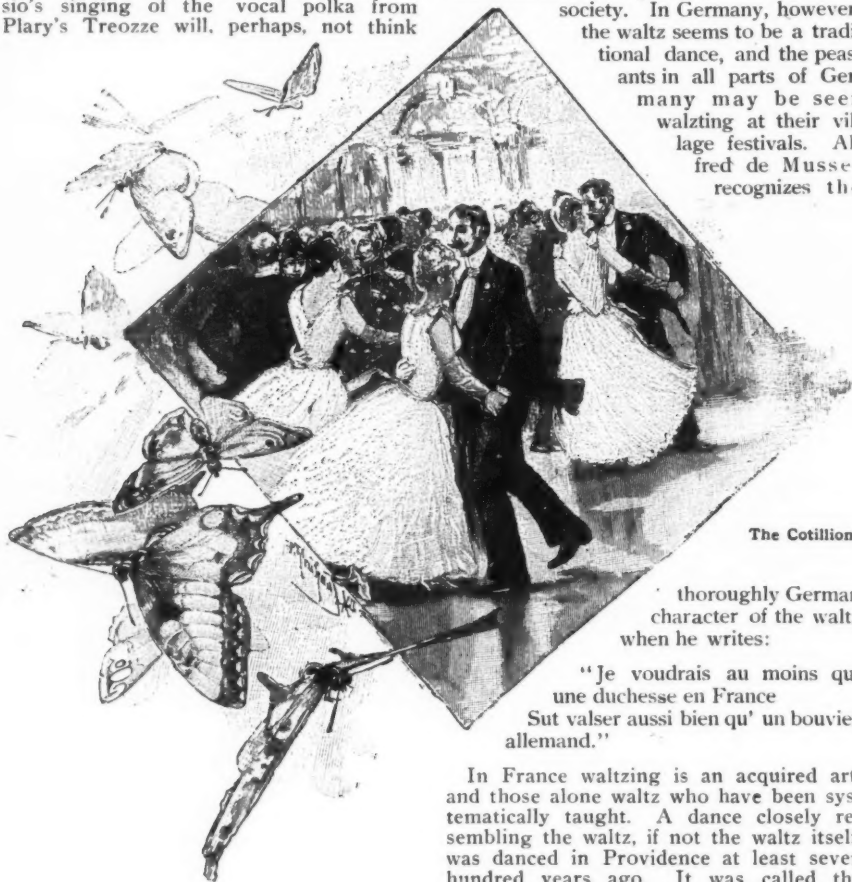 sio's singing of the vocal polka from
Plary's Treozze will, perhaps, not think
society. In Germany, however
the waltz seems to be a tradi
tional dance, and the peas
ants in all parts of Ger
many may be see
walzting at their vil
lage festivals. Al
fred de Musse
recognizes th
The Cotillion
thoroughly German
character of the walt
when he writes:
"Je voudrais au moins qu
une duchesse en France
Sut valser aussi bien qu' un bouvie
allemand."
In France waltzing is an acquired art
and those alone waltz who have been sys
tematically taught. A dance closely re
sembling the waltz, if not the waltz itself
was danced in Providence at least seve
hundred years ago. It was called th